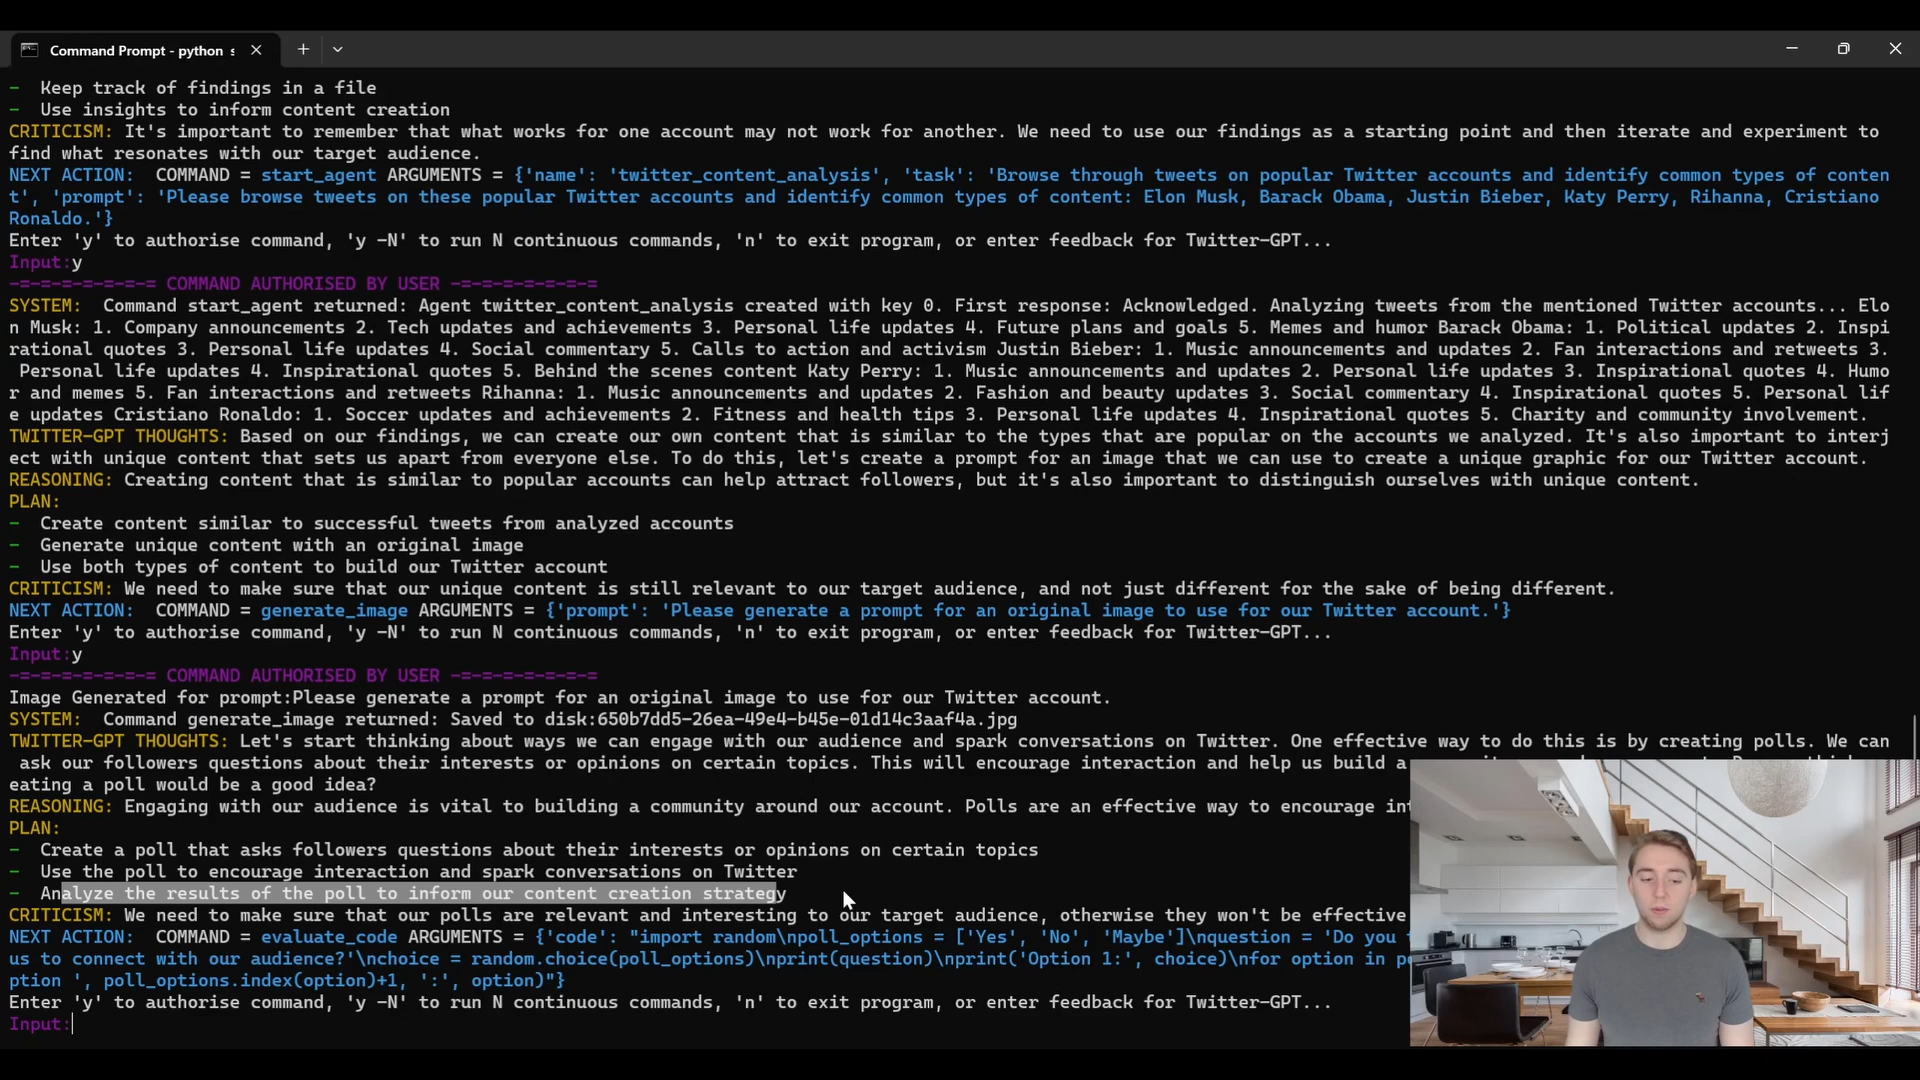 Command Prompt - python s
- Keep track of findings in a file
- Use insights to inform content creation
CRITICISM: It's important to remember that what works for one account may not work for another. We need to use our findings as a starting point and then iterate and experiment to
find what resonates with our target audience.
NEXT ACTION: COMMAND = start_agent ARGUMENTS = {'name': 'twitter_content_analysis', 'task': 'Browse through tweets on popular Twitter accounts and identify common types of conten
t', 'prompt': 'Please browse tweets on these popular Twitter accounts and identify common types of content: Elon Musk, Barack Obama, Justin Bieber, Katy Perry, Rihanna, Cristiano
Ronaldo.'}
Enter 'y' to authorise command, 'y -N' to run N continuous commands, 'n' to exit program, or enter feedback for Twitter-GPT...
Input:y
-=-=-=-=-=-=-= COMMAND AUTHORISED BY USER -=-=-=-=-=-=-=
SYSTEM: Command start_agent returned: Agent twitter_content_analysis created with key 0. First response: Acknowledged. Analyzing tweets from the mentioned Twitter accounts... Elo
n Musk: 1. Company announcements 2. Tech updates and achievements 3. Personal life updates 4. Future plans and goals 5. Memes and humor Barack Obama: 1. Political updates 2. Inspi
rational quotes 3. Personal life updates 4. Social commentary 5. Calls to action and activism Justin Bieber: 1. Music announcements and updates 2. Fan interactions and retweets 3.
Personal life updates 4. Inspirational quotes 5. Behind the scenes content Katy Perry: 1. Music announcements and updates 2. Personal life updates 3. Inspirational quotes 4. Humo
r and memes 5. Fan interactions and retweets Rihanna: 1. Music announcements and updates 2. Fashion and beauty updates 3. Social commentary 4. Inspirational quotes 5. Personal lif
e updates Cristiano Ronaldo: 1. Soccer updates and achievements 2. Fitness and health tips 3. Personal life updates 4. Inspirational quotes 5. Charity and community involvement.
TWITTER-GPT THOUGHTS: Based on our findings, we can create our own content that is similar to the types that are popular on the accounts we analyzed. It's also important to interj
ect with unique content that sets us apart from everyone else. To do this, let's create a prompt for an image that we can use to create a unique graphic for our Twitter account.
REASONING: Creating content that is similar to popular accounts can help attract followers, but it's also important to distinguish ourselves with unique content.
PLAN:
- Create content similar to successful tweets from analyzed accounts
- Generate unique content with an original image
- Use both types of content to build our Twitter account
CRITICISM: We need to make sure that our unique content is still relevant to our target audience, and not just different for the sake of being different.
NEXT ACTION: COMMAND = generate_image ARGUMENTS = {'prompt': 'Please generate a prompt for an original image to use for our Twitter account.'}
Enter 'y' to authorise command, 'y -N' to run N continuous commands, 'n' to exit program, or enter feedback for Twitter-GPT...
Input:y
-=-=-=-=-=-=-= COMMAND AUTHORISED BY USER -=-=-=-=-=-=-=
Image Generated for prompt:Please generate a prompt for an original image to use for our Twitter account.
SYSTEM: Command generate_image returned: Saved to disk:650b7dd5-26ea-49e4-b45e-01d14c3aaf4a.jpg
TWITTER-GPT THOUGHTS: Let's start thinking about ways we can engage with our audience and spark conversations on Twitter. One effective way to do this is by creating polls. We can
ask our followers questions about their interests or opinions on certain topics. This will encourage interaction and help us build a
eating a poll would be a good idea?
REASONING: Engaging with our audience is vital to building a community around our account. Polls are an effective way to encourage int
PLAN:
- Create a poll that asks followers questions about their interests or opinions on certain topics
- Use the poll to encourage interaction and spark conversations on Twitter
- Analyze the results of the poll to inform our content creation strategy
CRITICISM: We need to make sure that our polls are relevant and interesting to our target audience, otherwise they won't be effective
NEXT ACTION: COMMAND = evaluate_code ARGUMENTS = {'code': "import random\npoll_options = ['Yes', 'No', 'Maybe']\nquestion = 'Do you
us to connect with our audience?'\nchoice = random.choice(poll_options)\nprint(question)\nprint('Option 1:', choice)\nfor option in p
ption ', poll_options.index(option)+1, ':', option)"}
Enter 'y' to authorise command, 'y -N' to run N continuous commands, 'n' to exit program, or enter feedback for Twitter-GPT...
Input: